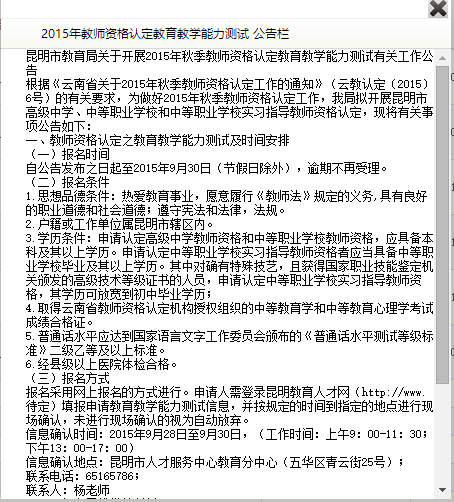 2015年教师资格认定教育教学能力测试 公告栏
昆明市教育局关于开展2015年秋季教师资格认定教育教学能力测试有关工作公
告
根据《云南省关于2015年秋季教师资格认定工作的通知》（云教认定（2015）
6号）的有关要求，为做好2015年秋季教师资格认定工作，我局拟开展昆明市
高级中学、中等职业学校和中等职业学校实习指导教师资格认定，现将有关事
项公告如下：
一、教师资格认定之教育教学能力测试及时间安排
（一）报名时间
自公告发布之日起至2015年9月30日（节假日除外），逾期不再受理。
（二）报名条件
1.思想品德条件：热爱教育事业，愿意履行《教师法》规定的义务,具有良好
的职业道德和社会道德；遵守宪法和法律，法规。
2.户籍或工作单位属昆明市辖区内。
3.学历条件：申请认定高级中学教师资格和中等职业学校教师资格，应具备本
科及其以上学历。申请认定中等职业学校实习指导教师资格者应当具备中等职
业学校毕业及其以上学历。其中对确有特殊技艺，且获得国家职业技能鉴定机
关颁发的高级技术等级证书的人员，申请认定中等职业学校实习指导教师资
格，其学历可放宽到初中毕业学历；
4.取得云南省教师资格认定机构授权组织的中等教育学和中等教育心理学考试
成绩合格证。
5.普通话水平应达到国家语言文字工作委员会颁布的《普通话水平测试等级标
准》二级乙等及以上标准。
6.经县级以上医院体检合格。
（三）报名方式
报名采用网上报名的方式进行。申请人需登录昆明教育人才网（http://www.
待定）填报申请教育教学能力测试信息，并按规定的时间到指定的地点进行现
场确认，未进行现场确认的视为自动放弃。
信息确认时间：2015年9月28日至9月30日，（工作时间：上午9：00-11：30；
下午13：00-17：00）
信息确认地点：昆明市人才服务中心教育分中心（五华区青云街25号）；
联系电话：65165786；
联系人：杨老师